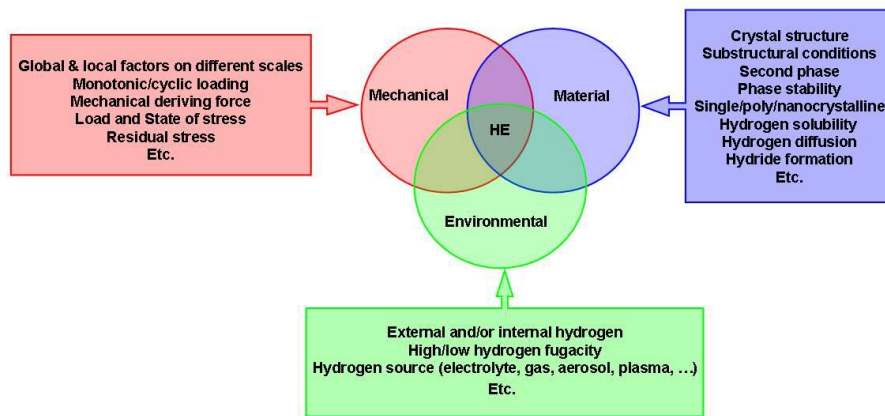 Global & local factors on different scales
Monotonic/cyclic loading
Mechanical deriving force
Load and State of stress
Residual stress
Etc.
Mechanical
Material
HE
Environmental
Crystal structure
Substructural conditions
Second phase
Phase stability
Single/poly/nanocrystalline
Hydrogen solubility
Hydrogen diffusion
Hydride formation
Etc.
External and/or internal hydrogen
High/low hydrogen fugacity
Hydrogen source (electrolyte, gas, aerosol, plasma, …)
Etc.